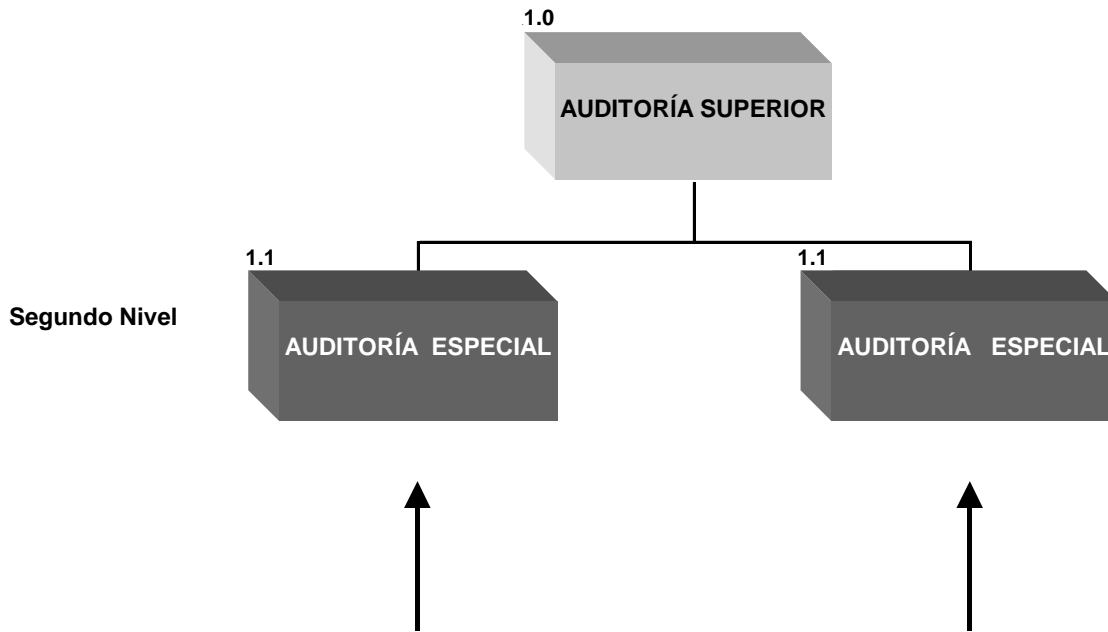 1.0
AUDITORÍA SUPERIOR
1.1
1.1
Segundo Nivel
AUDITORÍA ESPECIAL
AUDITORÍA ESPECIAL